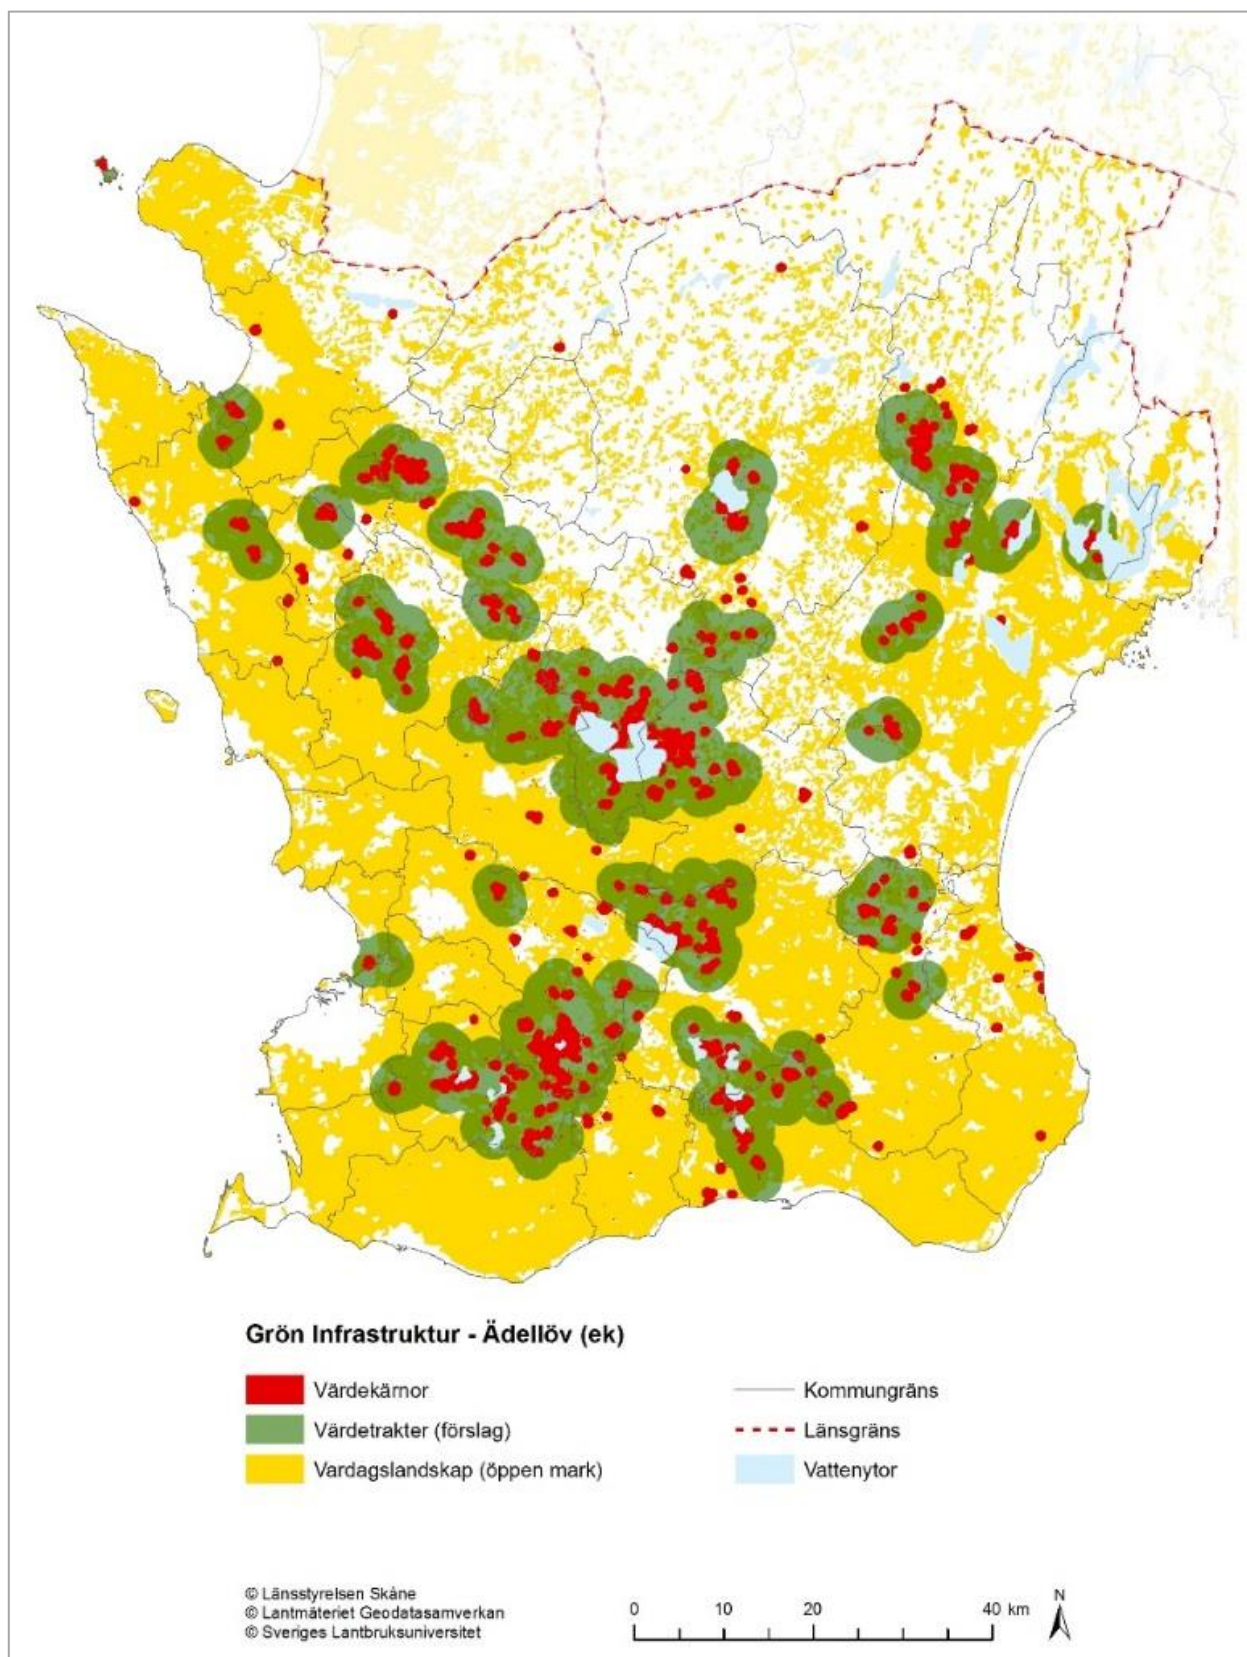 Grön Infrastruktur - Ädellöv (ek)
Värdekärnor
Värdetrakter (förslag)
Vardagslandskap (öppen mark)
Kommungräns
Länsgräns
Vattenytor
© Länsstyrelsen Skåne
© Lantmäteriet Geodatasamverkan
© Sveriges Lantbruksuniversitet
0 10 20 40 km
N